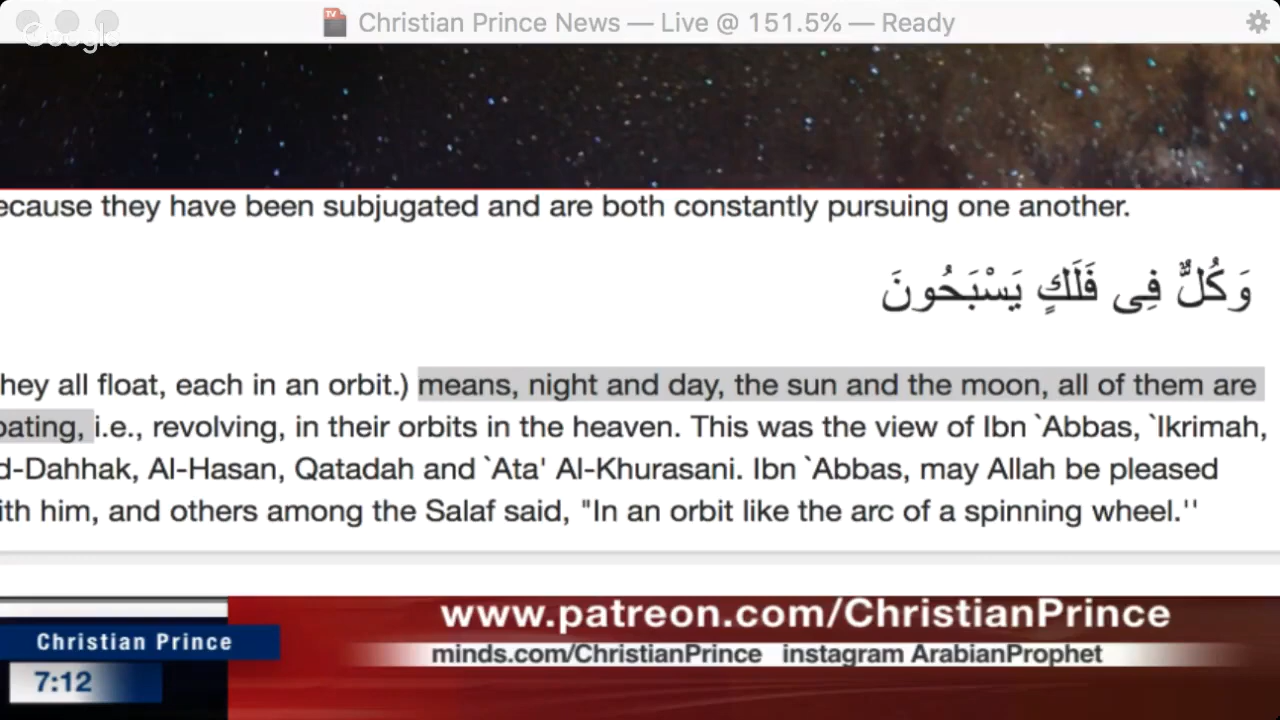 Christian Prince News — Live @ 151.5% — Ready
Google
ecause they have been subjugated and are both constantly pursuing one another.
وَكُلٌّ فِى فَلَكٍ يَسْبَحُونَ
hey all float, each in an orbit.) means, night and day, the sun and the moon, all of them are
oating, i.e., revolving, in their orbits in the heaven. This was the view of Ibn `Abbas, `Ikrimah,
d-Dahhak, Al-Hasan, Qatadah and `Ata' Al-Khurasani. Ibn `Abbas, may Allah be pleased
ith him, and others among the Salaf said, "In an orbit like the arc of a spinning wheel.''
www.patreon.com/ChristianPrince
Christian Prince
minds.com/ChristianPrince instagram ArabianProphet
7:12